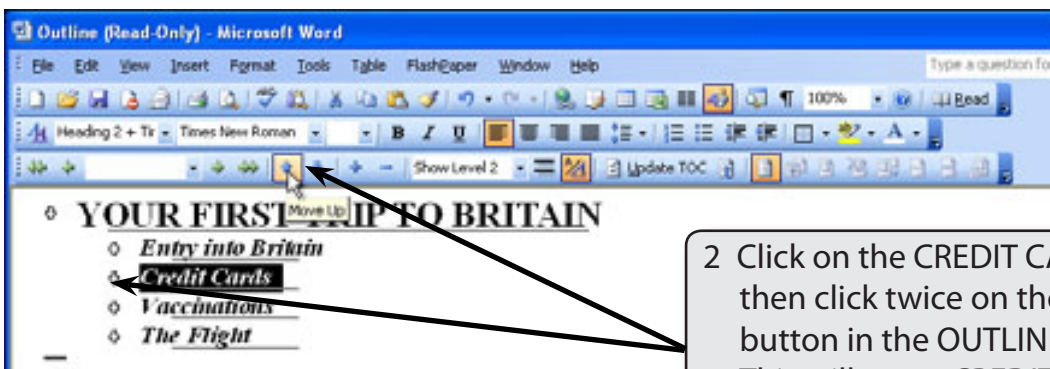 Outline (Read-Only) - Microsoft Word
File Edit View Insert Format Tools Table FlashPaper Window Help Type a question fo
100% Read
Heading 2 + Tir Times New Roman B I U A
Show Level 2 Update TOC
Move Up
YOUR FIRST TRIP TO BRITAIN
Entry into Britain
Credit Cards
Vaccinations
The Flight
2 Click on the CREDIT CA
then click twice on the
button in the OUTLIN